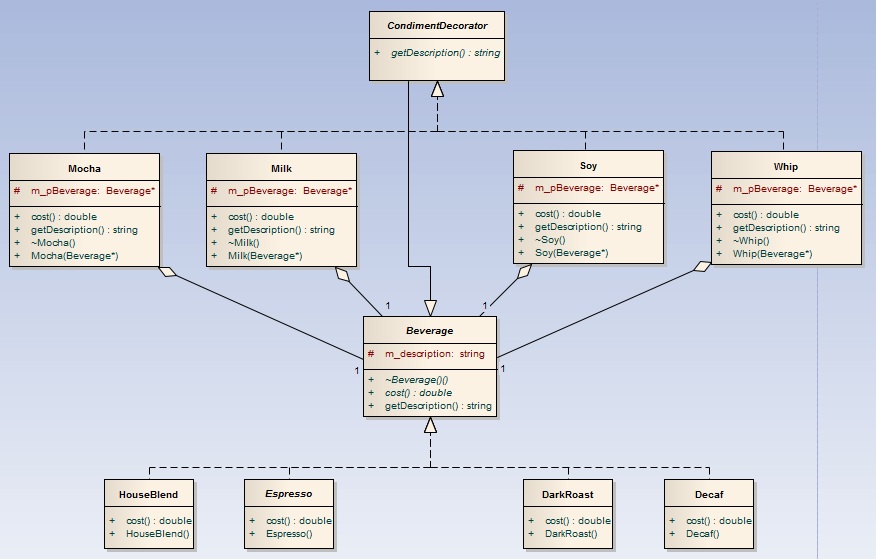 CondimentDecorator
+ getDescription() : string
Mocha
# m_pBeverage: Beverage*
+ cost() : double
+ getDescription() : string
+ ~Mocha()
+ Mocha(Beverage*)
Milk
# m_pBeverage: Beverage*
+ cost() : double
+ getDescription() : string
+ ~Milk()
+ Milk(Beverage*)
Soy
# m_pBeverage: Beverage*
+ cost() : double
+ getDescription() : string
+ ~Soy()
+ Soy(Beverage*)
Whip
# m_pBeverage: Beverage*
+ cost() : double
+ getDescription() : string
+ ~Whip()
+ Whip(Beverage*)
1
1
1
1
Beverage
# m_description: string
+ ~Beverage()()
+ cost() : double
+ getDescription() : string
HouseBlend
+ cost() : double
+ HouseBlend()
Espresso
+ cost() : double
+ Espresso()
DarkRoast
+ cost() : double
+ DarkRoast()
Decaf
+ cost() : double
+ Decaf()